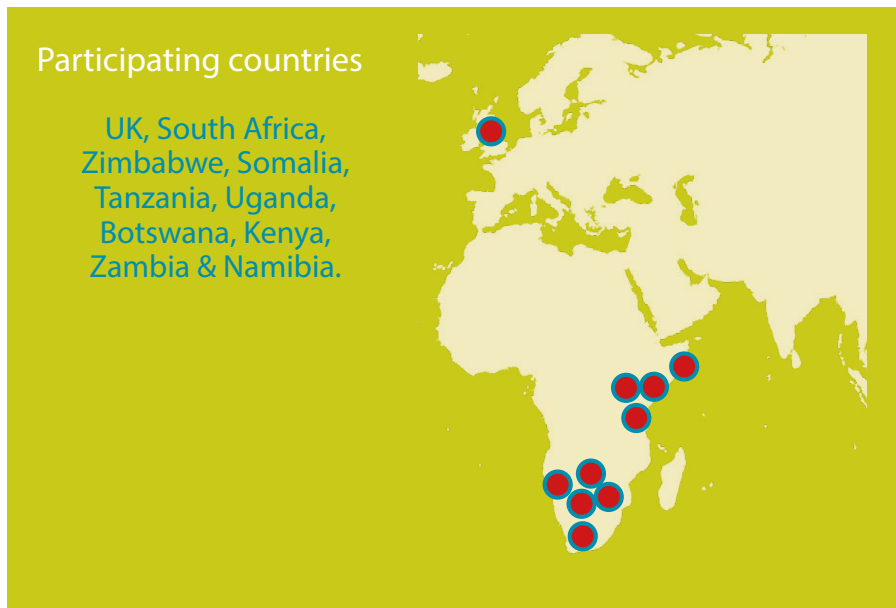 Participating countries
UK, South Africa,
Zimbabwe, Somalia,
Tanzania, Uganda,
Botswana, Kenya,
Zambia & Namibia.